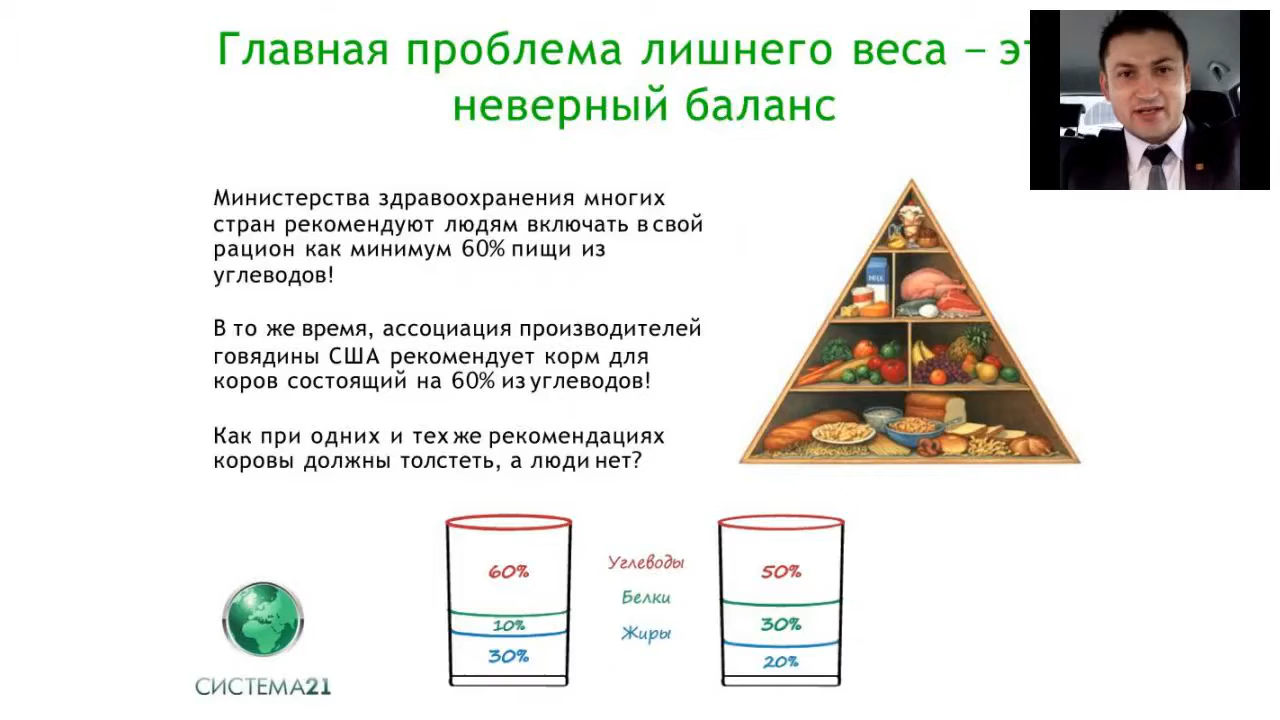 Главная проблема лишнего веса – эт
неверный баланс
Министерства здравоохранения многих
стран рекомендуют людям включать в свой
рацион как минимум 60% пищи из
углеводов!
В то же время, ассоциация производителей
говядины США рекомендует корм для
коров состоящий на 60% из углеводов!
Как при одних и тех же рекомендациях
коровы должны толстеть, а люди нет?
MILK
60%
10%
30%
Углеводы
Белки
Жиры
50%
30%
20%
СИСТЕМА21